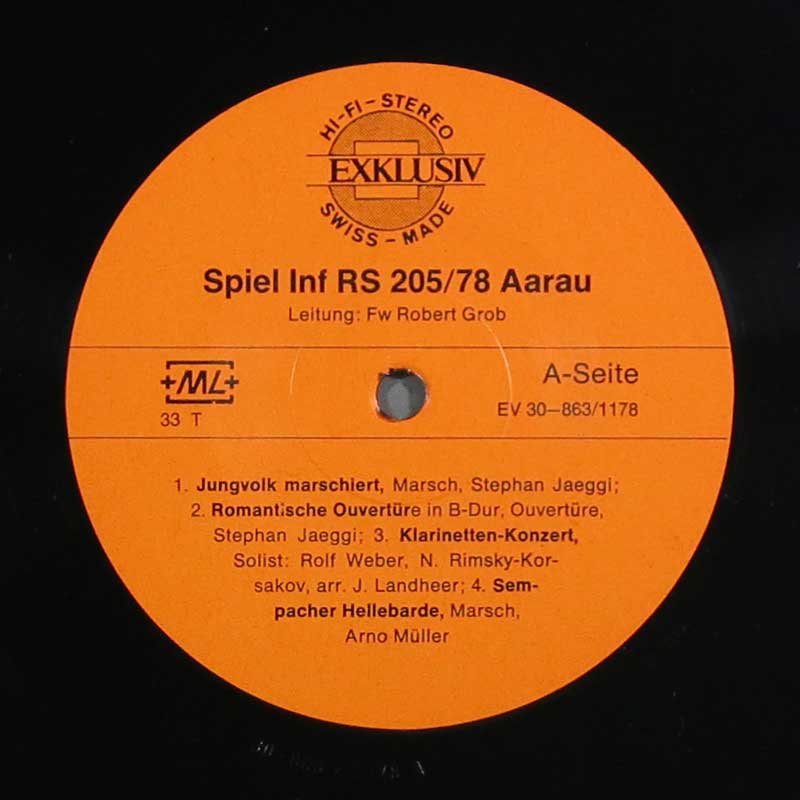 HI-FI-STEREO
EXKLUSIV
SWISS-MADE
Spiel Inf RS 205/78 Aarau
Leitung: Fw Robert Grob
+ML+
A-Seite
33 T
EV 30-863/1178
1. Jungvolk marschiert, Marsch, Stephan Jaeggi;
2. Romantische Ouvertüre in B-Dur, Ouvertüre,
Stephan Jaeggi; 3. Klarinetten-Konzert,
Solist: Rolf Weber, N. Rimsky-Kor-
sakov, arr. J. Landheer; 4. Sem-
pacher Hellebarde, Marsch,
Arno Müller